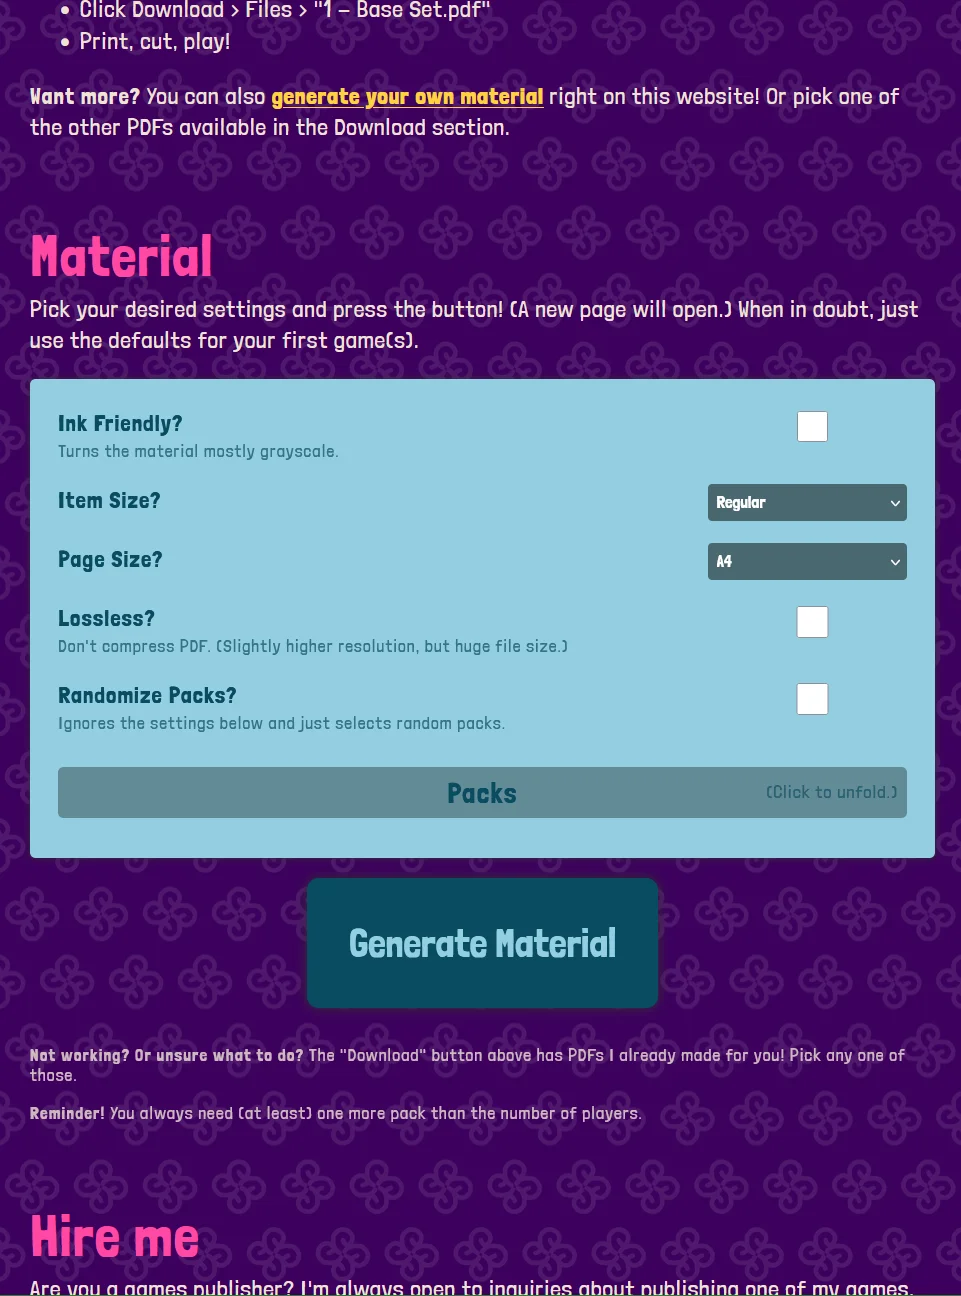 Click Download > Files > "1 – Base Set.pdf"
Print, cut, play!
Want more? You can also generate your own material right on this website! Or pick one of
the other PDFs available in the Download section.
Material
Pick your desired settings and press the button! (A new page will open.) When in doubt, just
use the defaults for your first game(s).
Ink Friendly?
Turns the material mostly grayscale.
Item Size?
Regular
Page Size?
A4
Lossless?
Don't compress PDF. (Slightly higher resolution, but huge file size.)
Randomize Packs?
Ignores the settings below and just selects random packs.
Packs
(Click to unfold.)
Generate Material
Not working? Or unsure what to do? The "Download" button above has PDFs I already made for you! Pick any one of
those.
Reminder! You always need (at least) one more pack than the number of players.
Hire me
Are you a games publisher? I'm always open to inquiries about publishing one of my games.